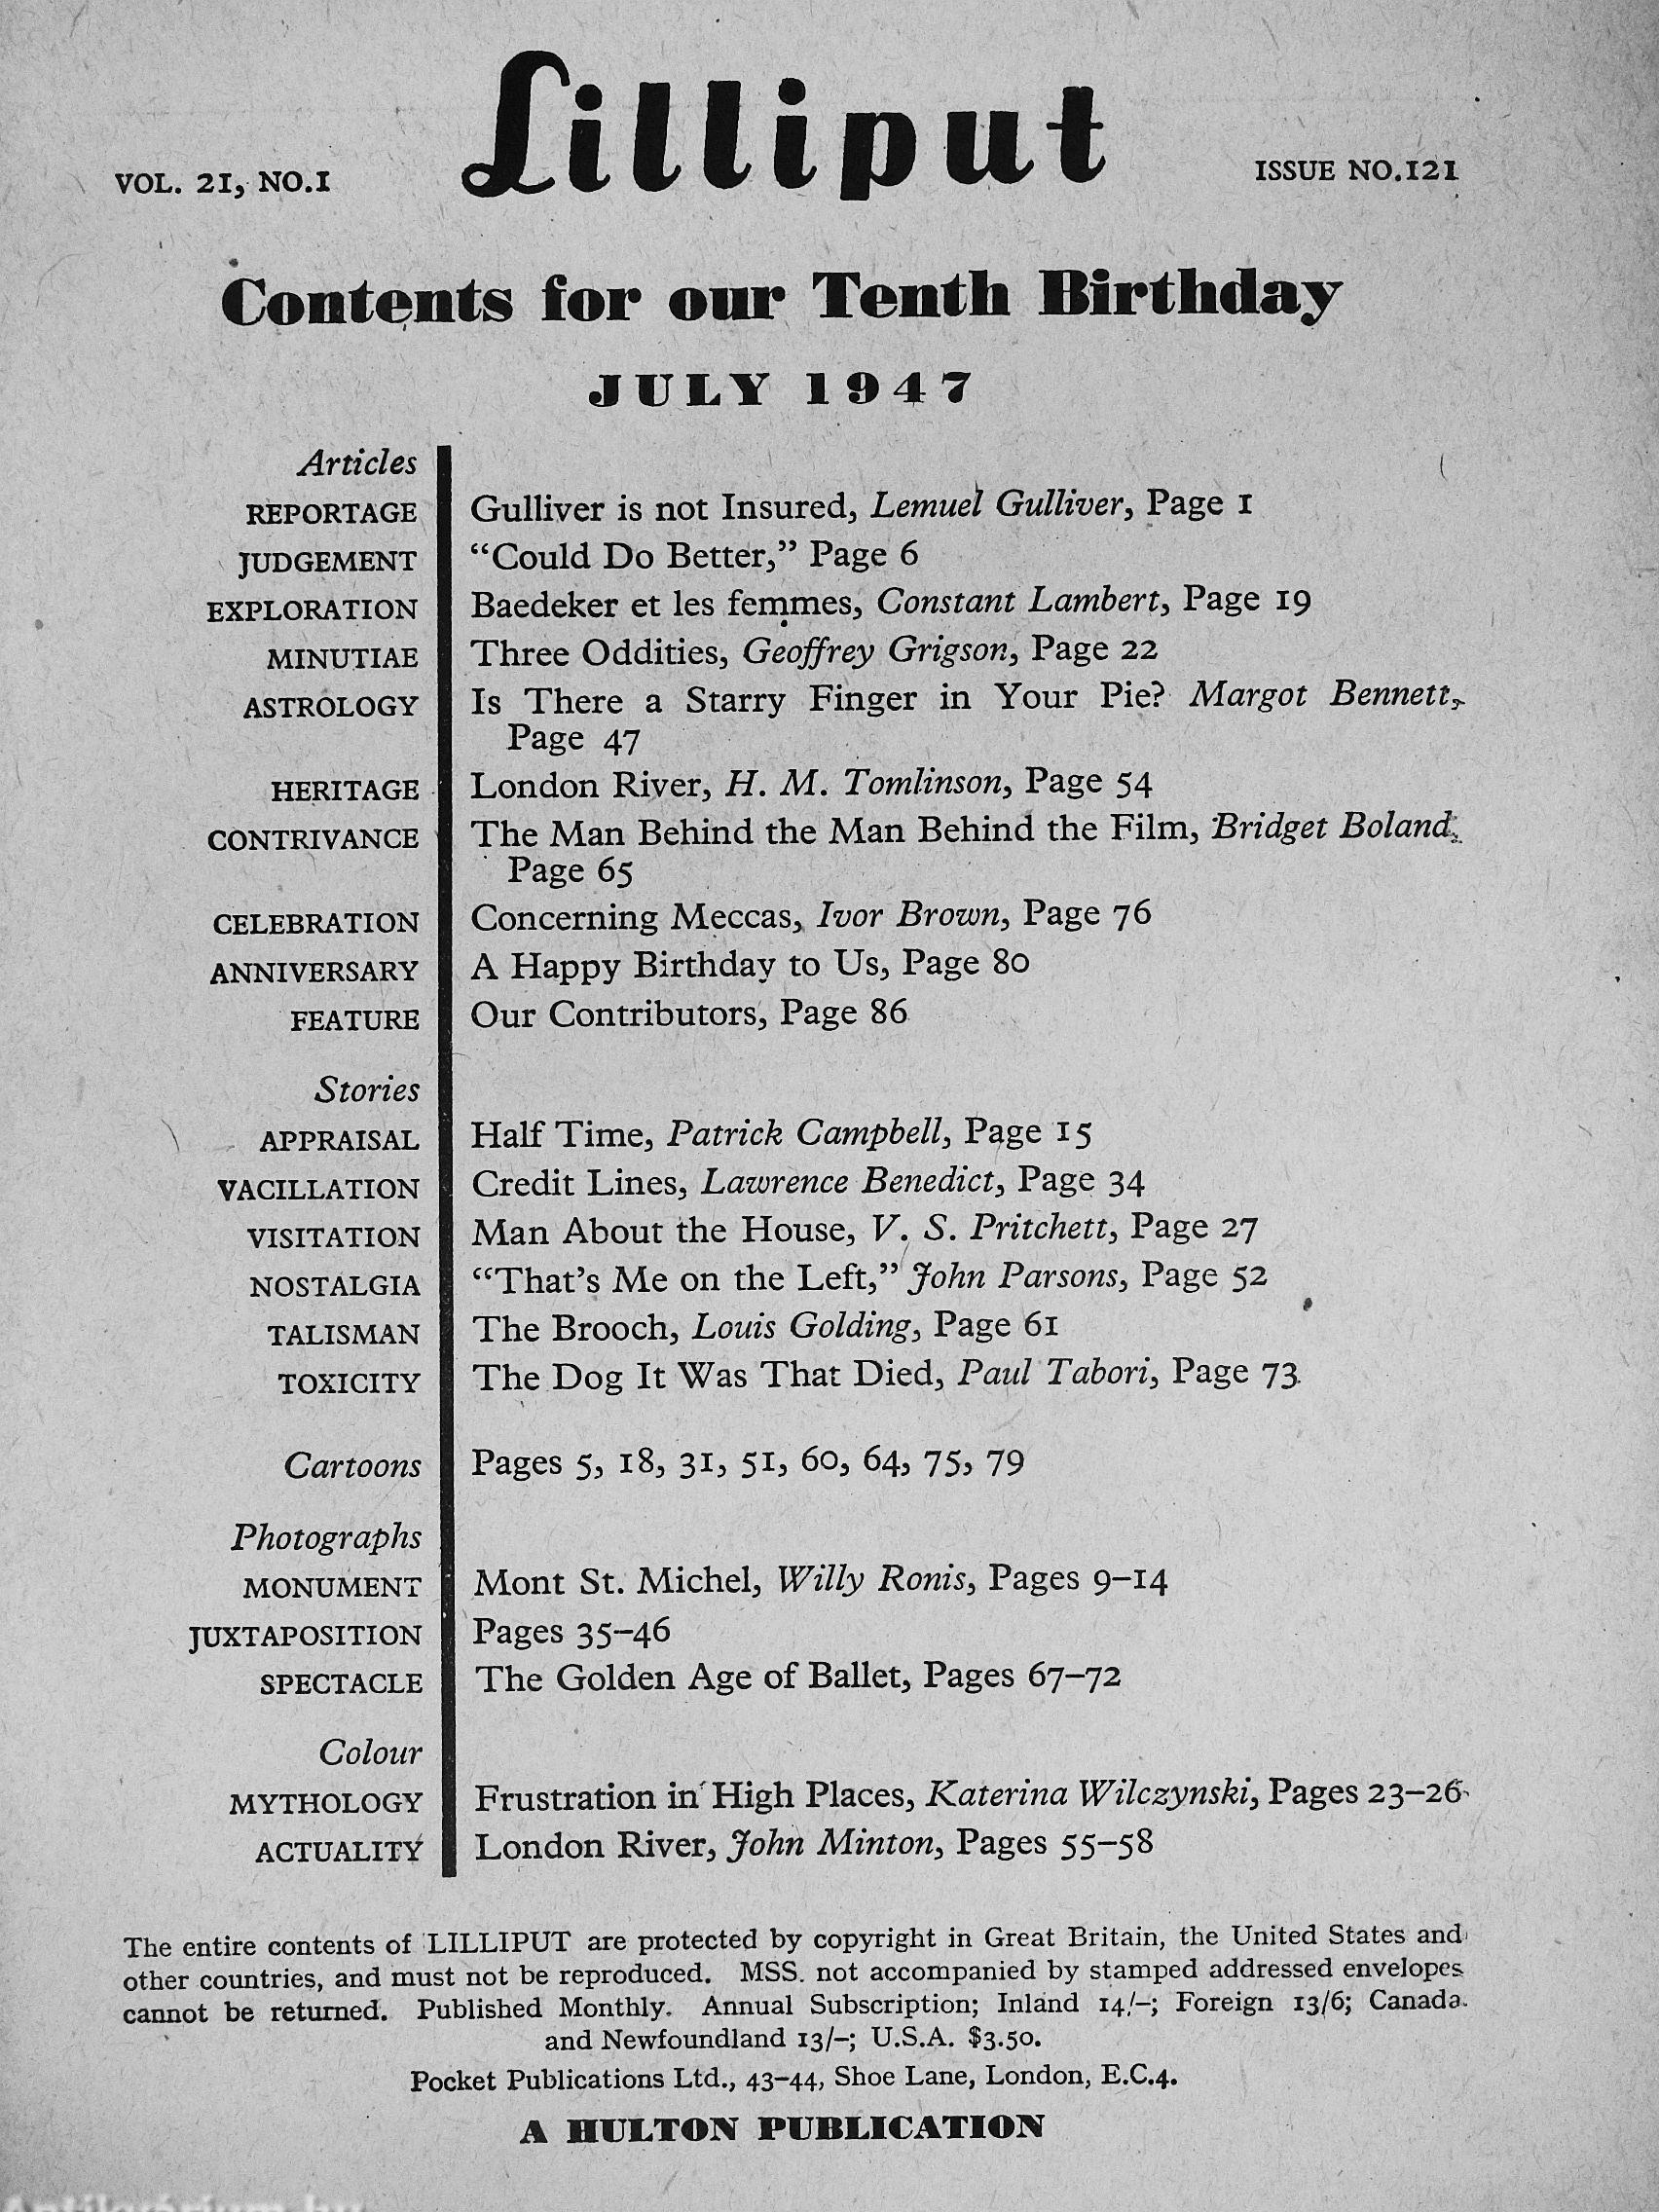 Lilliput
VOL. 21, NO.1
ISSUE NO.121
Contents for our Tenth Birthday
JULY 1947
Articles
REPORTAGE Gulliver is not Insured, Lemuel Gulliver, Page 1
JUDGEMENT “Could Do Better,” Page 6
EXPLORATION Baedeker et les femmes, Constant Lambert, Page 19
MINUTIAE Three Oddities, Geoffrey Grigson, Page 22
ASTROLOGY Is There a Starry Finger in Your Pie? Margot Bennett,
Page 47
HERITAGE London River, H. M. Tomlinson, Page 54
CONTRIVANCE The Man Behind the Man Behind the Film, Bridget Boland,
Page 65
CELEBRATION Concerning Meccas, Ivor Brown, Page 76
ANNIVERSARY A Happy Birthday to Us, Page 80
FEATURE Our Contributors, Page 86
Stories
APPRAISAL Half Time, Patrick Campbell, Page 15
VACILLATION Credit Lines, Lawrence Benedict, Page 34
VISITATION Man About the House, V. S. Pritchett, Page 27
NOSTALGIA “That’s Me on the Left,” John Parsons, Page 52
TALISMAN The Brooch, Louis Golding, Page 61
TOXICITY The Dog It Was That Died, Paul Tabori, Page 73
Cartoons Pages 5, 18, 31, 51, 60, 64, 75, 79
Photographs
MONUMENT Mont St. Michel, Willy Ronis, Pages 9–14
JUXTAPOSITION Pages 35–46
SPECTACLE The Golden Age of Ballet, Pages 67–72
Colour
MYTHOLOGY Frustration in High Places, Katerina Wilczynski, Pages 23–26
ACTUALITY London River, John Minton, Pages 55–58
The entire contents of LILLIPUT are protected by copyright in Great Britain, the United States and
other countries, and must not be reproduced. MSS. not accompanied by stamped addressed envelopes
cannot be returned. Published Monthly. Annual Subscription; Inland 14/–; Foreign 13/6; Canada
and Newfoundland 13/–; U.S.A. $3.50.
Pocket Publications Ltd., 43–44, Shoe Lane, London, E.C.4.
A HULTON PUBLICATION